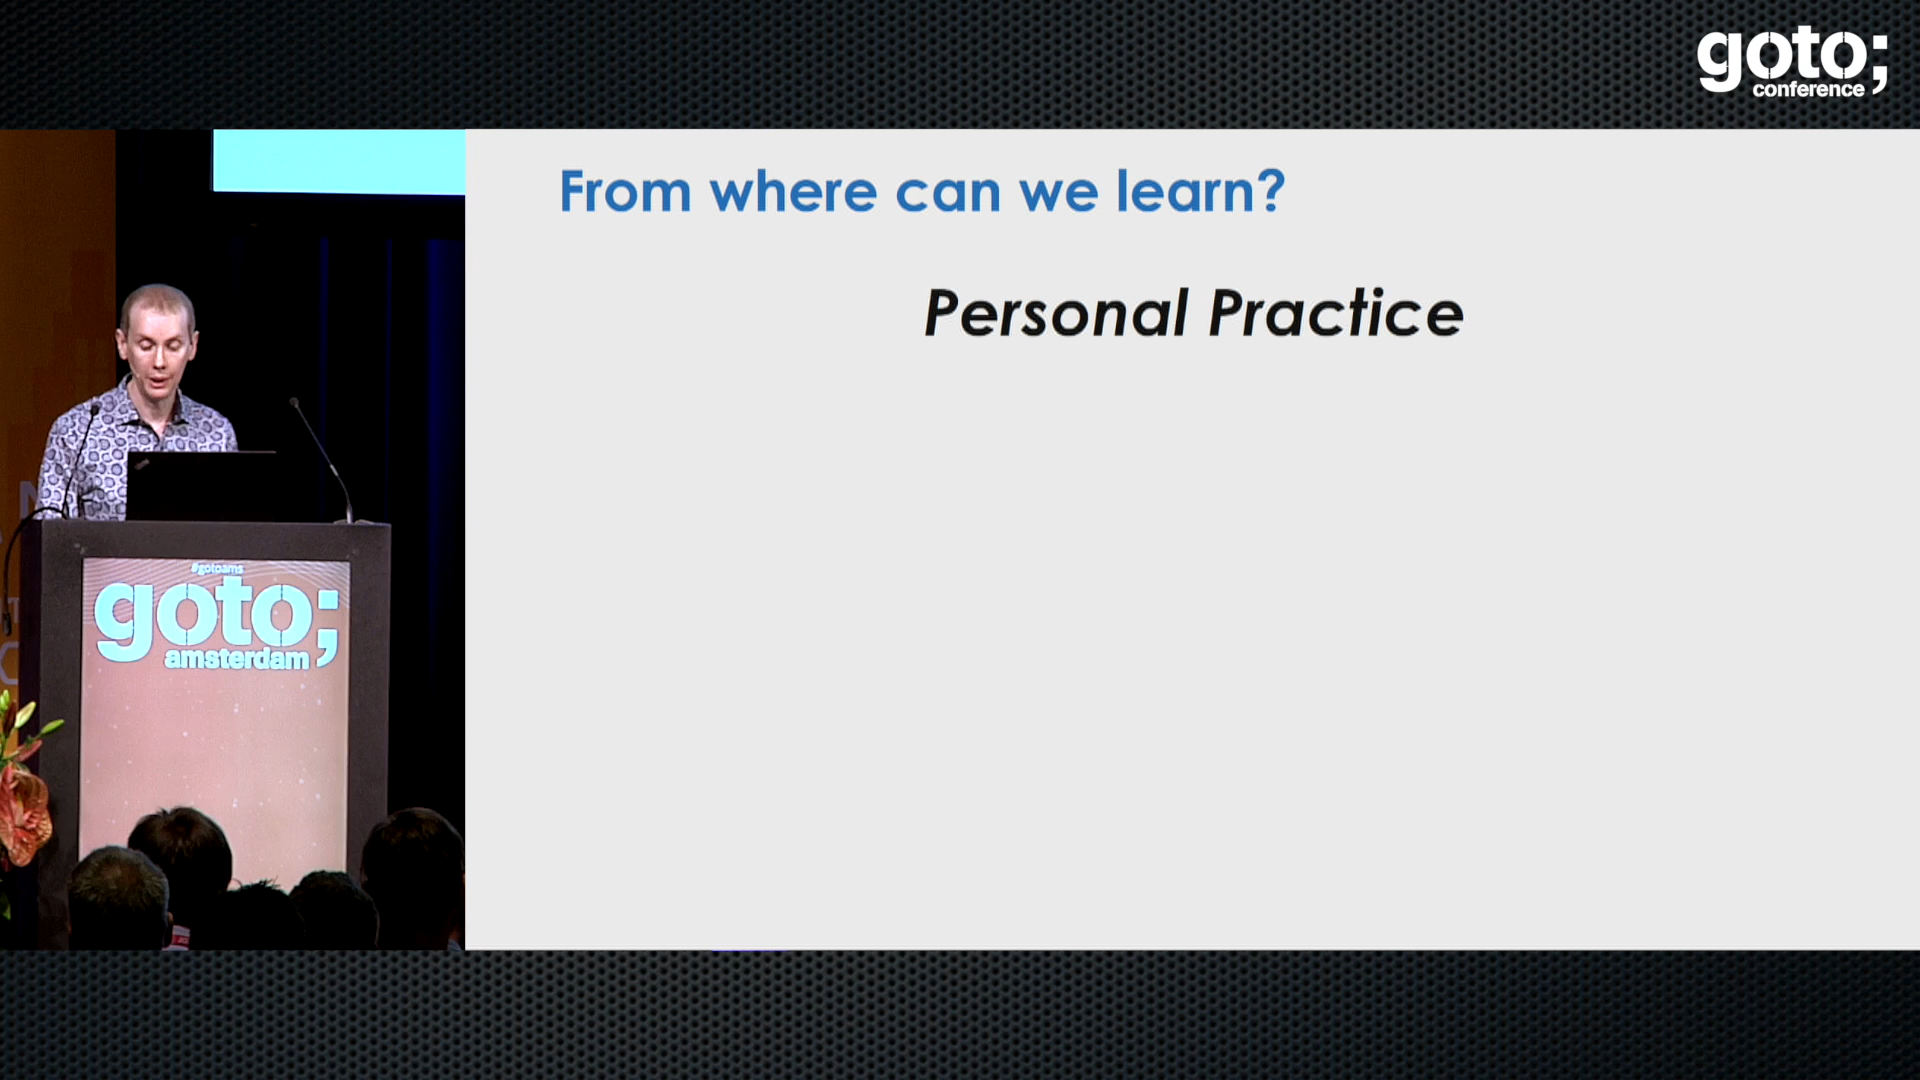 goto;
conference
From where can we learn?
Personal Practice
#gotoams
goto;
amsterdam